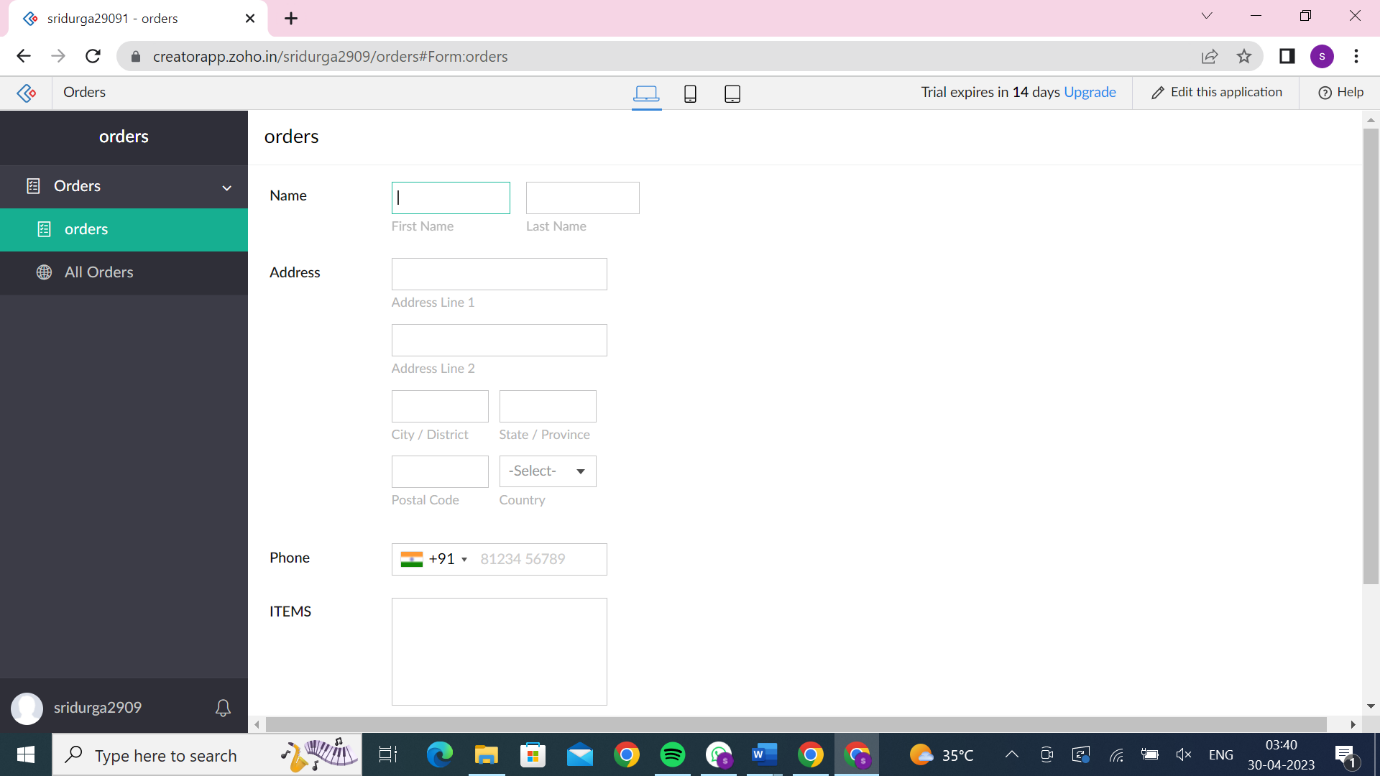 sridurga29091 - orders
creatorapp.zoho.in/sridurga2909/orders#Form:orders
s
Orders
Trial expires in 14 days Upgrade
Edit this application
Help
orders
orders
Orders
orders
All Orders
Name
First Name
Last Name
Address
Address Line 1
Address Line 2
City / District
State / Province
-Select-
Postal Code
Country
Phone
+91
81234 56789
ITEMS
sridurga2909
Type here to search
35°C
ENG
03:40
30-04-2023
1